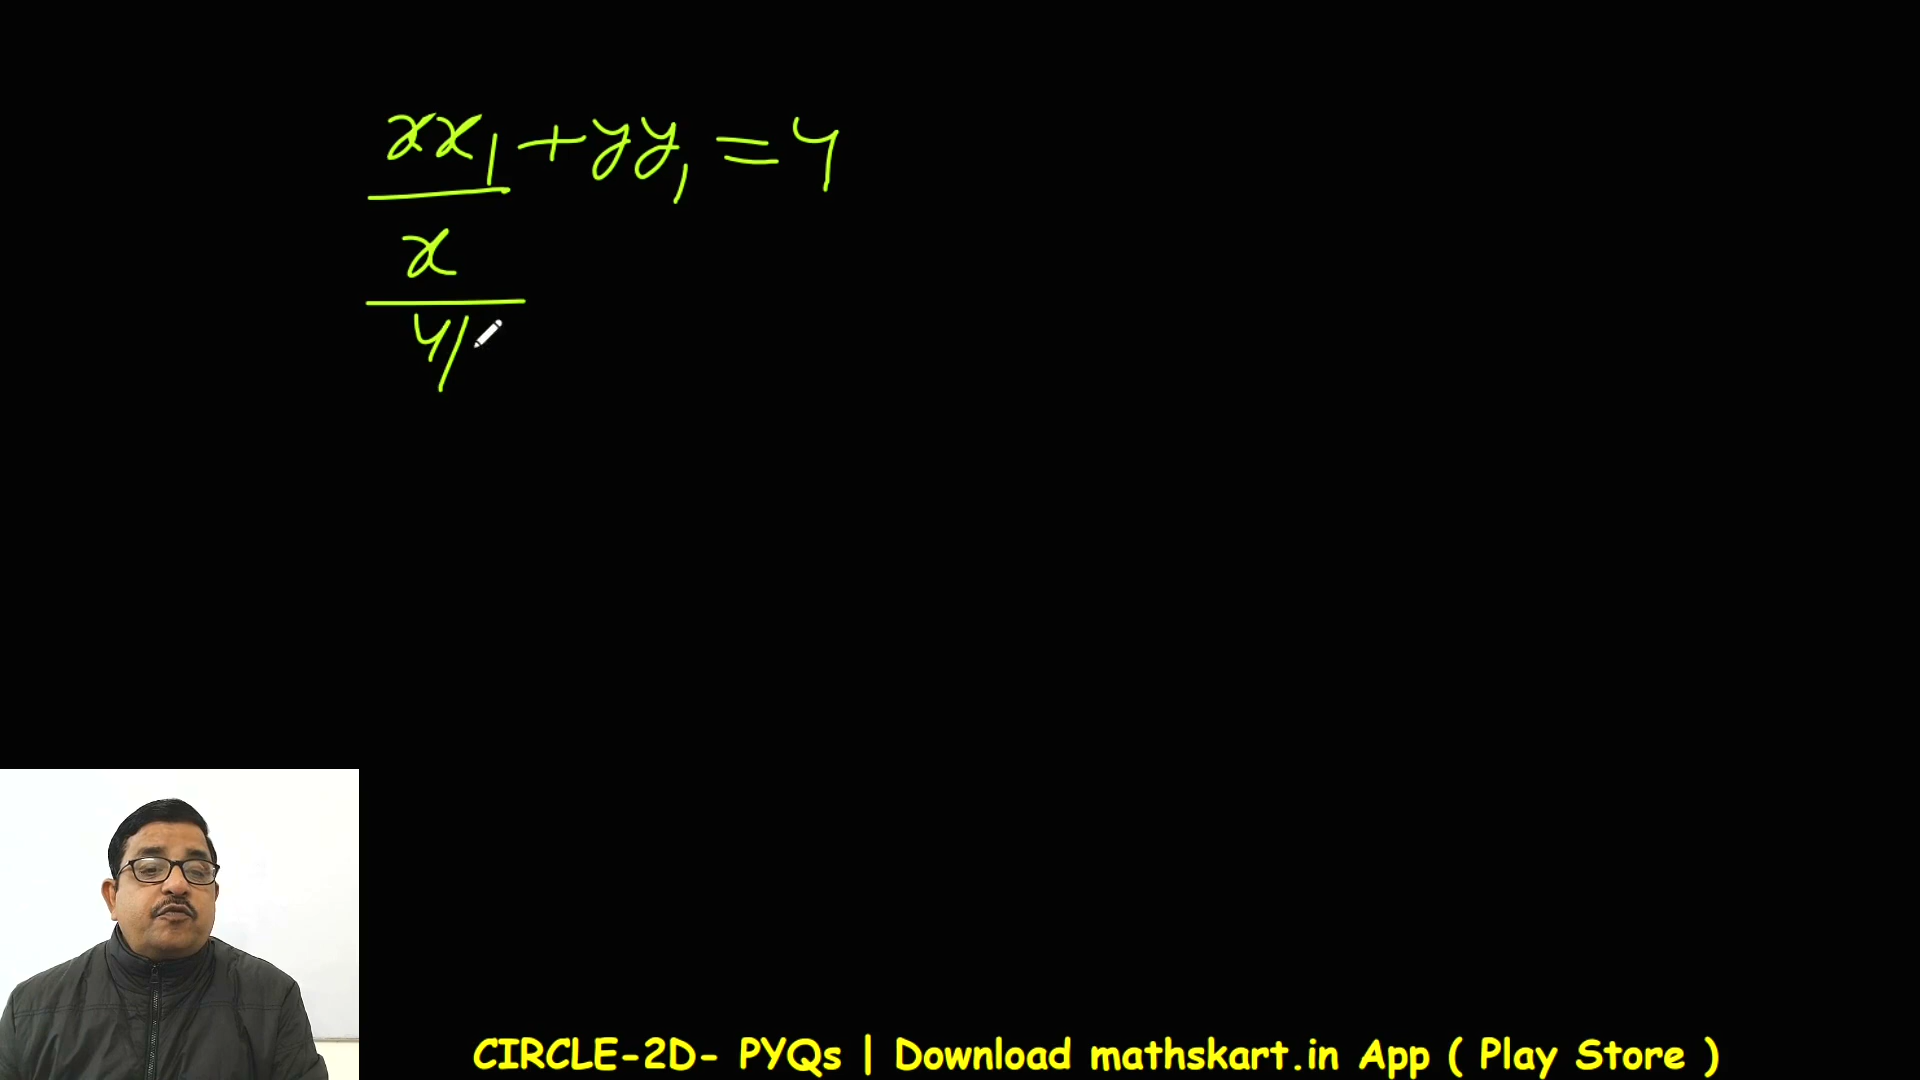 xx₁ + yy₁ = 4
x
4/
CIRCLE-2D- PYQs | Download mathskart.in App ( Play Store )